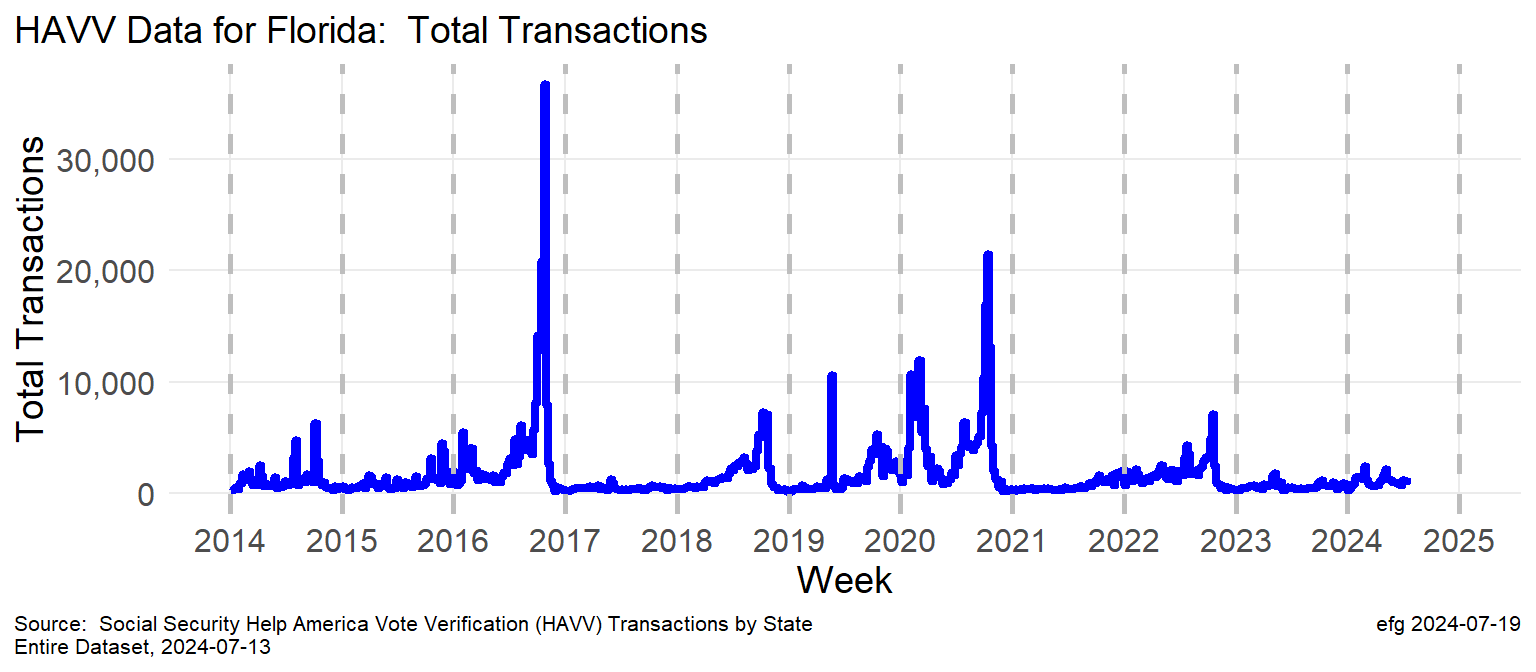 HAVV Data for Florida:  Total Transactions
Total Transactions
30,000
20,000
10,000
0
2014 2015 2016 2017 2018 2019 2020 2021 2022 2023 2024 2025
Week
Source:  Social Security Help America Vote Verification (HAVV) Transactions by State
Entire Dataset, 2024-07-13
efg 2024-07-19